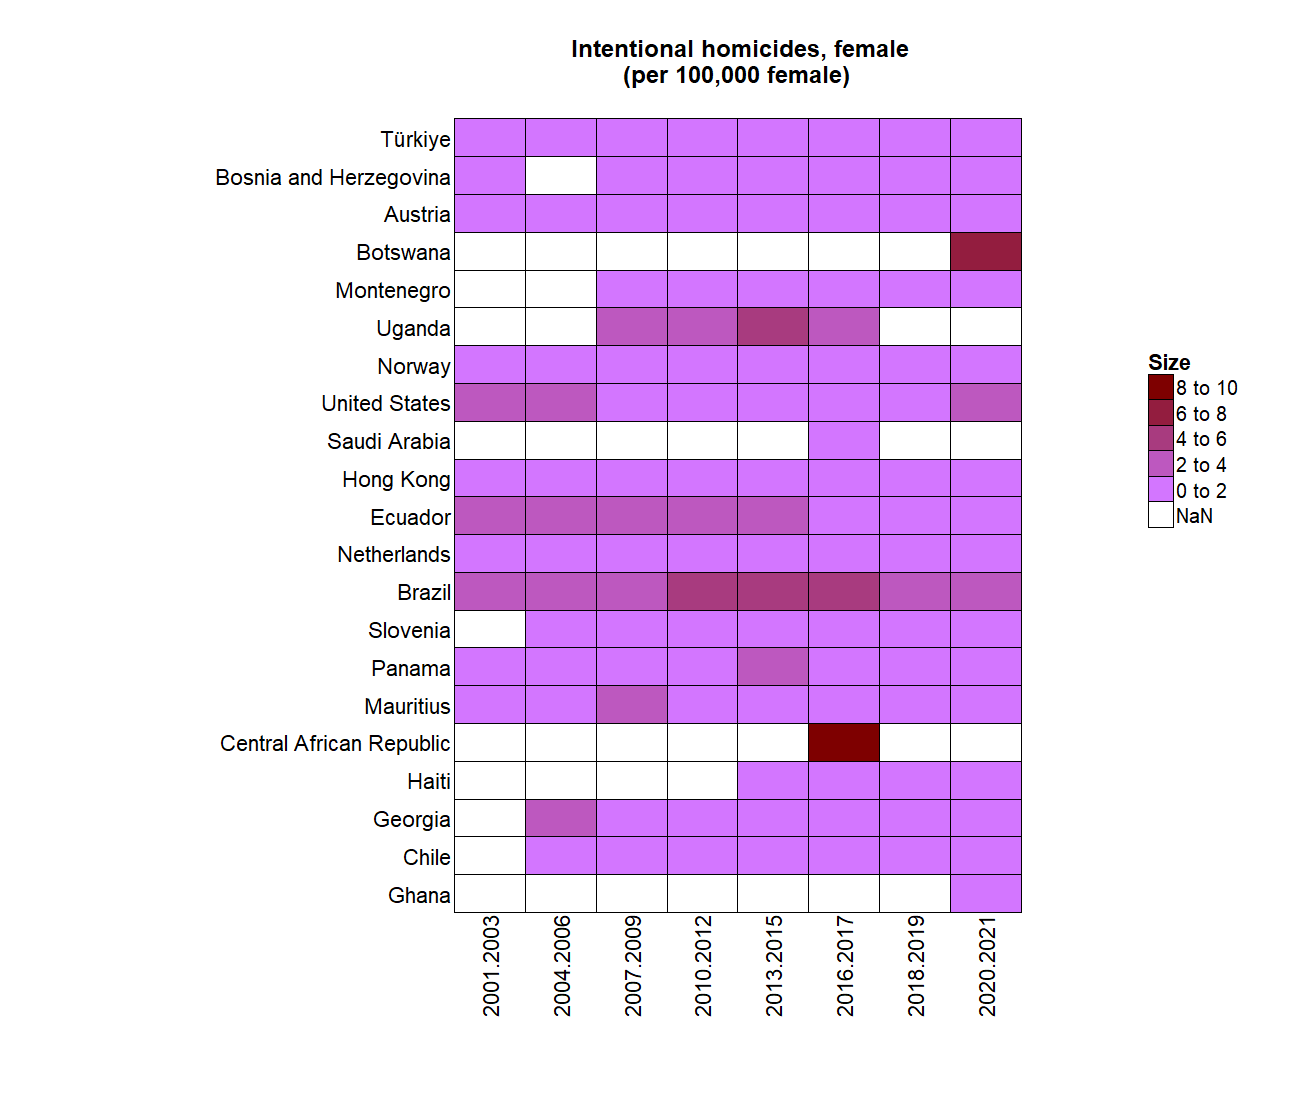 Intentional homicides, female
(per 100,000 female)
Türkiye
Bosnia and Herzegovina
Austria
Botswana
Montenegro
Uganda
Norway
United States
Saudi Arabia
Hong Kong
Ecuador
Netherlands
Brazil
Slovenia
Panama
Mauritius
Central African Republic
Haiti
Georgia
Chile
Ghana
2001.2003
2004.2006
2007.2009
2010.2012
2013.2015
2016.2017
2018.2019
2020.2021
Size
8 to 10
6 to 8
4 to 6
2 to 4
0 to 2
NaN